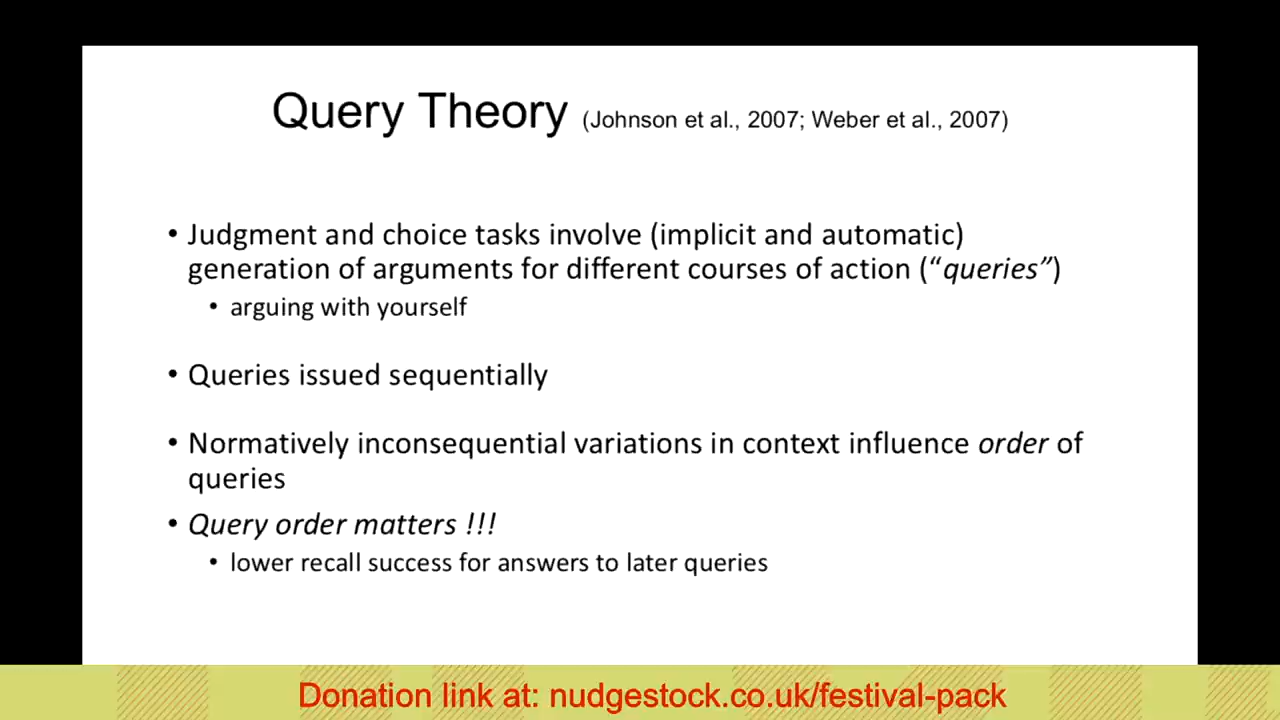 Query Theory (Johnson et al., 2007; Weber et al., 2007)
• Judgment and choice tasks involve (implicit and automatic)
generation of arguments for different courses of action (“queries”)
• arguing with yourself
• Queries issued sequentially
• Normatively inconsequential variations in context influence order of
queries
• Query order matters !!!
• lower recall success for answers to later queries
Donation link at: nudgestock.co.uk/festival-pack